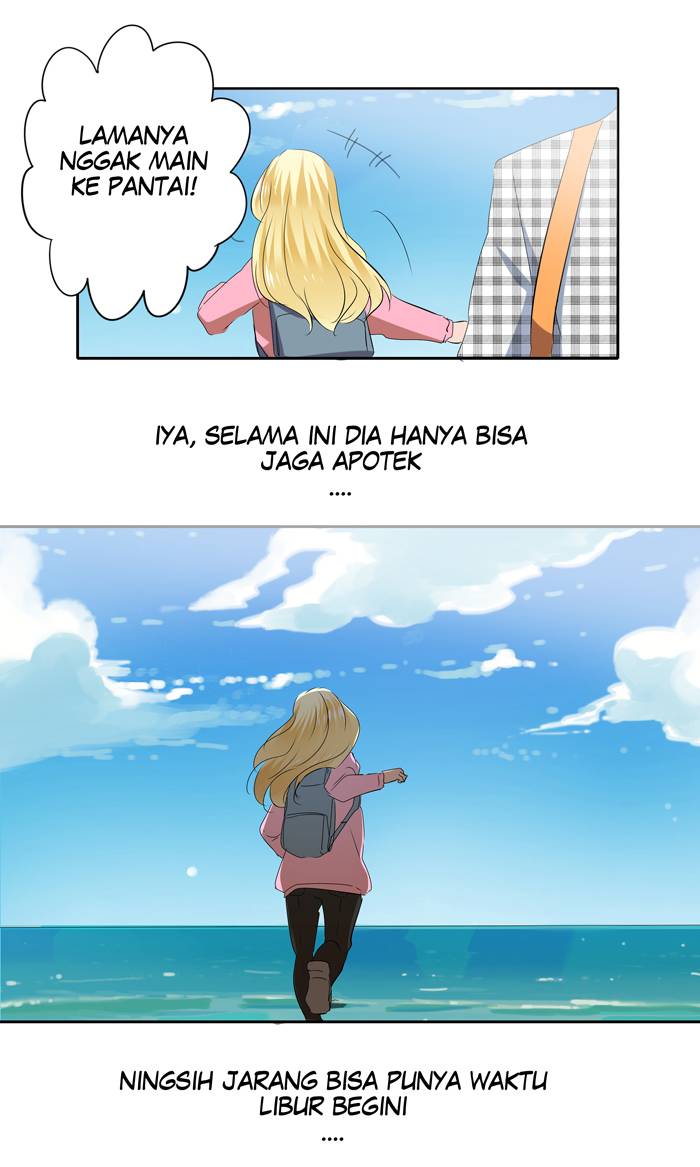 LAMANYA
NGGAK MAIN
KE PANTAI!
IYA, SELAMA INI DIA HANYA BISA
JAGA APOTEK
....
NINGSIH JARANG BISA PUNYA WAKTU
LIBUR BEGINI
....